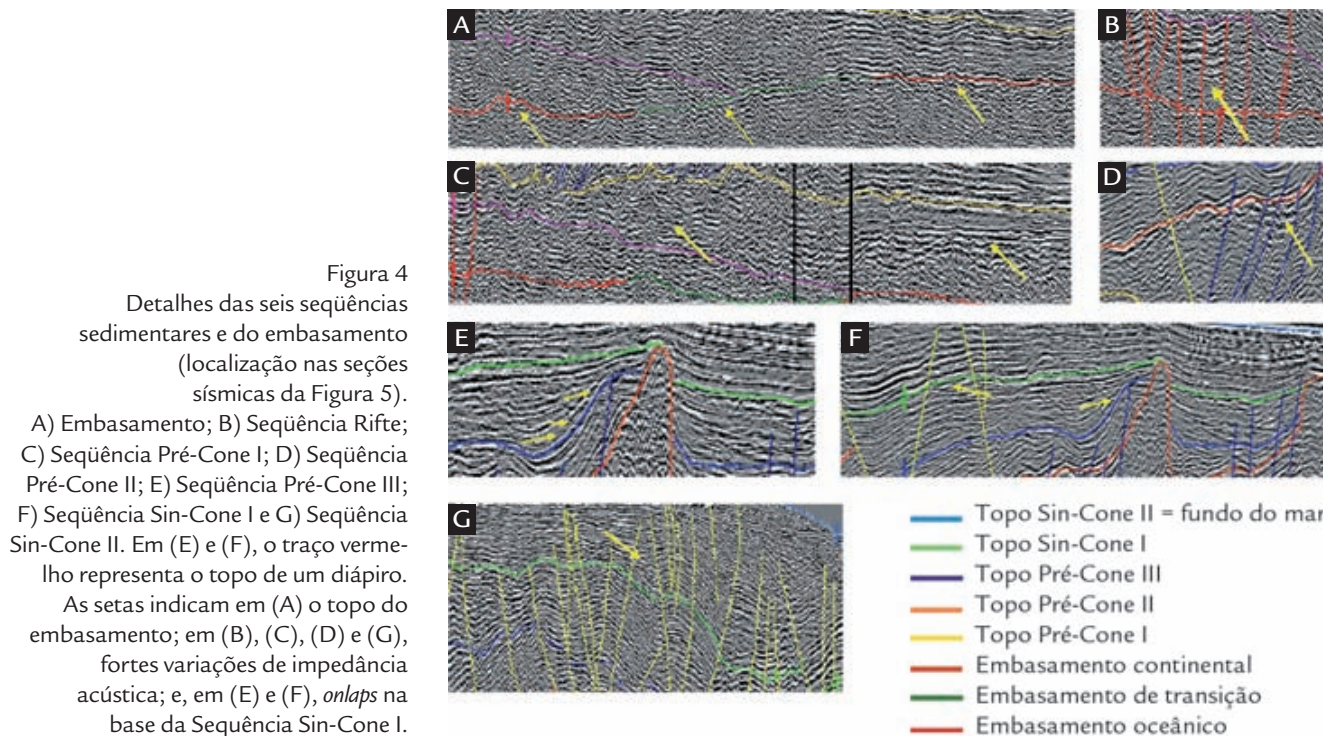 Figura 4
Detalhes das seis seqüências
sedimentares e do embasamento
(localização nas seções
sísmicas da Figura 5).
A) Embasamento; B) Seqüência Rifte;
C) Seqüência Pré-Cone I; D) Seqüência
Pré-Cone II; E) Seqüência Pré-Cone III;
F) Seqüência Sin-Cone I e G) Seqüência
Sin-Cone II. Em (E) e (F), o traço verme-
lho representa o topo de um diápiro.
As setas indicam em (A) o topo do
embasamento; em (B), (C), (D) e (G),
fortes variações de impedância
acústica; e, em (E) e (F), onlaps na
base da Sequência Sin-Cone I.
A
B
C
D
E
F
G
Topo Sin-Cone II = fundo do mar
Topo Sin-Cone I
Topo Pré-Cone III
Topo Pré-Cone II
Topo Pré-Cone I
Embasamento continental
Embasamento de transição
Embasamento oceânico